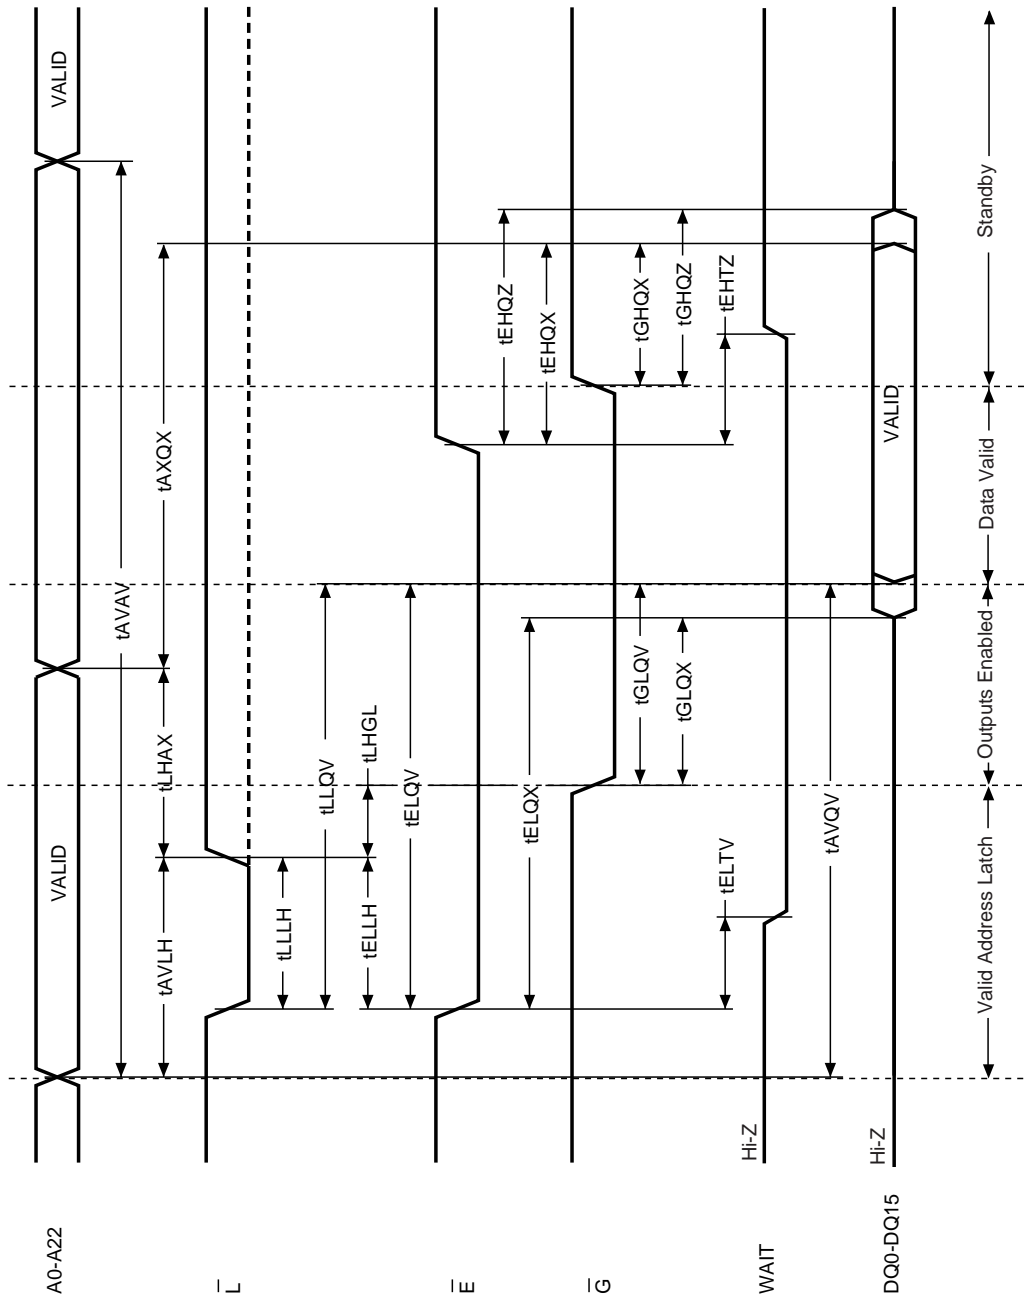 A0-A22
VALID
VALID
tAVAV
tAVLH
tLHAX
tAXQX
L
tLLLH
tLLQV
tELLH
tLHGL
tELQV
E
tELQX
tEHQZ
tEHQX
G
tGLQV
tGLQX
tGHQX
tGHQZ
tELTV
tEHTZ
WAIT
Hi-Z
tAVQV
DQ0-DQ15
Hi-Z
VALID
Valid Address Latch
Outputs Enabled
Data Valid
Standby